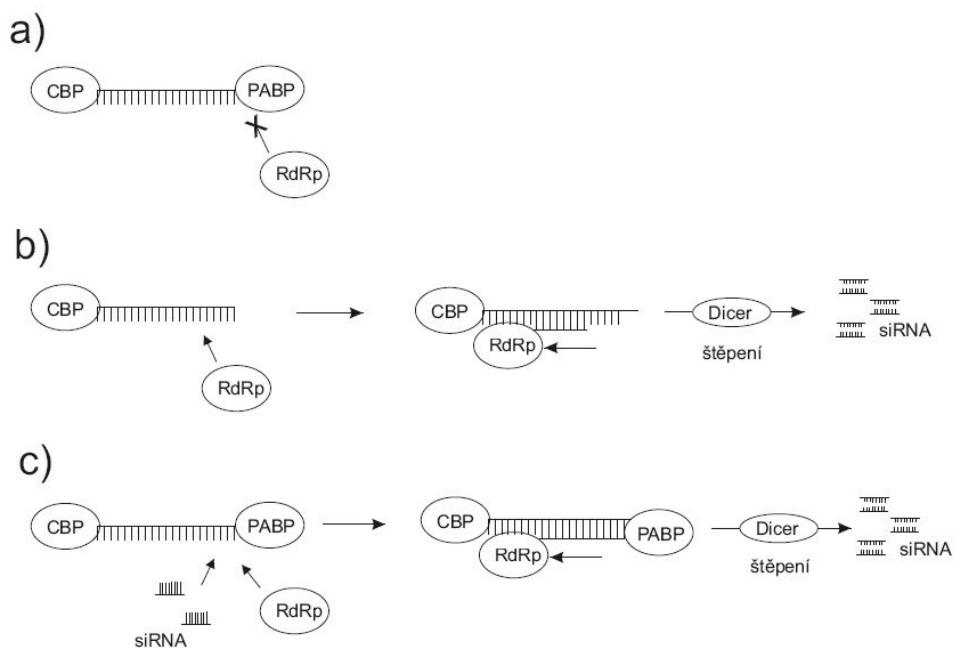 a)
CBP
PABP
RdRp
b)
CBP
RdRp
CBP
RdRp
Dicer
štěpení
siRNA
c)
CBP
PABP
siRNA
RdRp
CBP
RdRp
PABP
Dicer
štěpení
siRNA